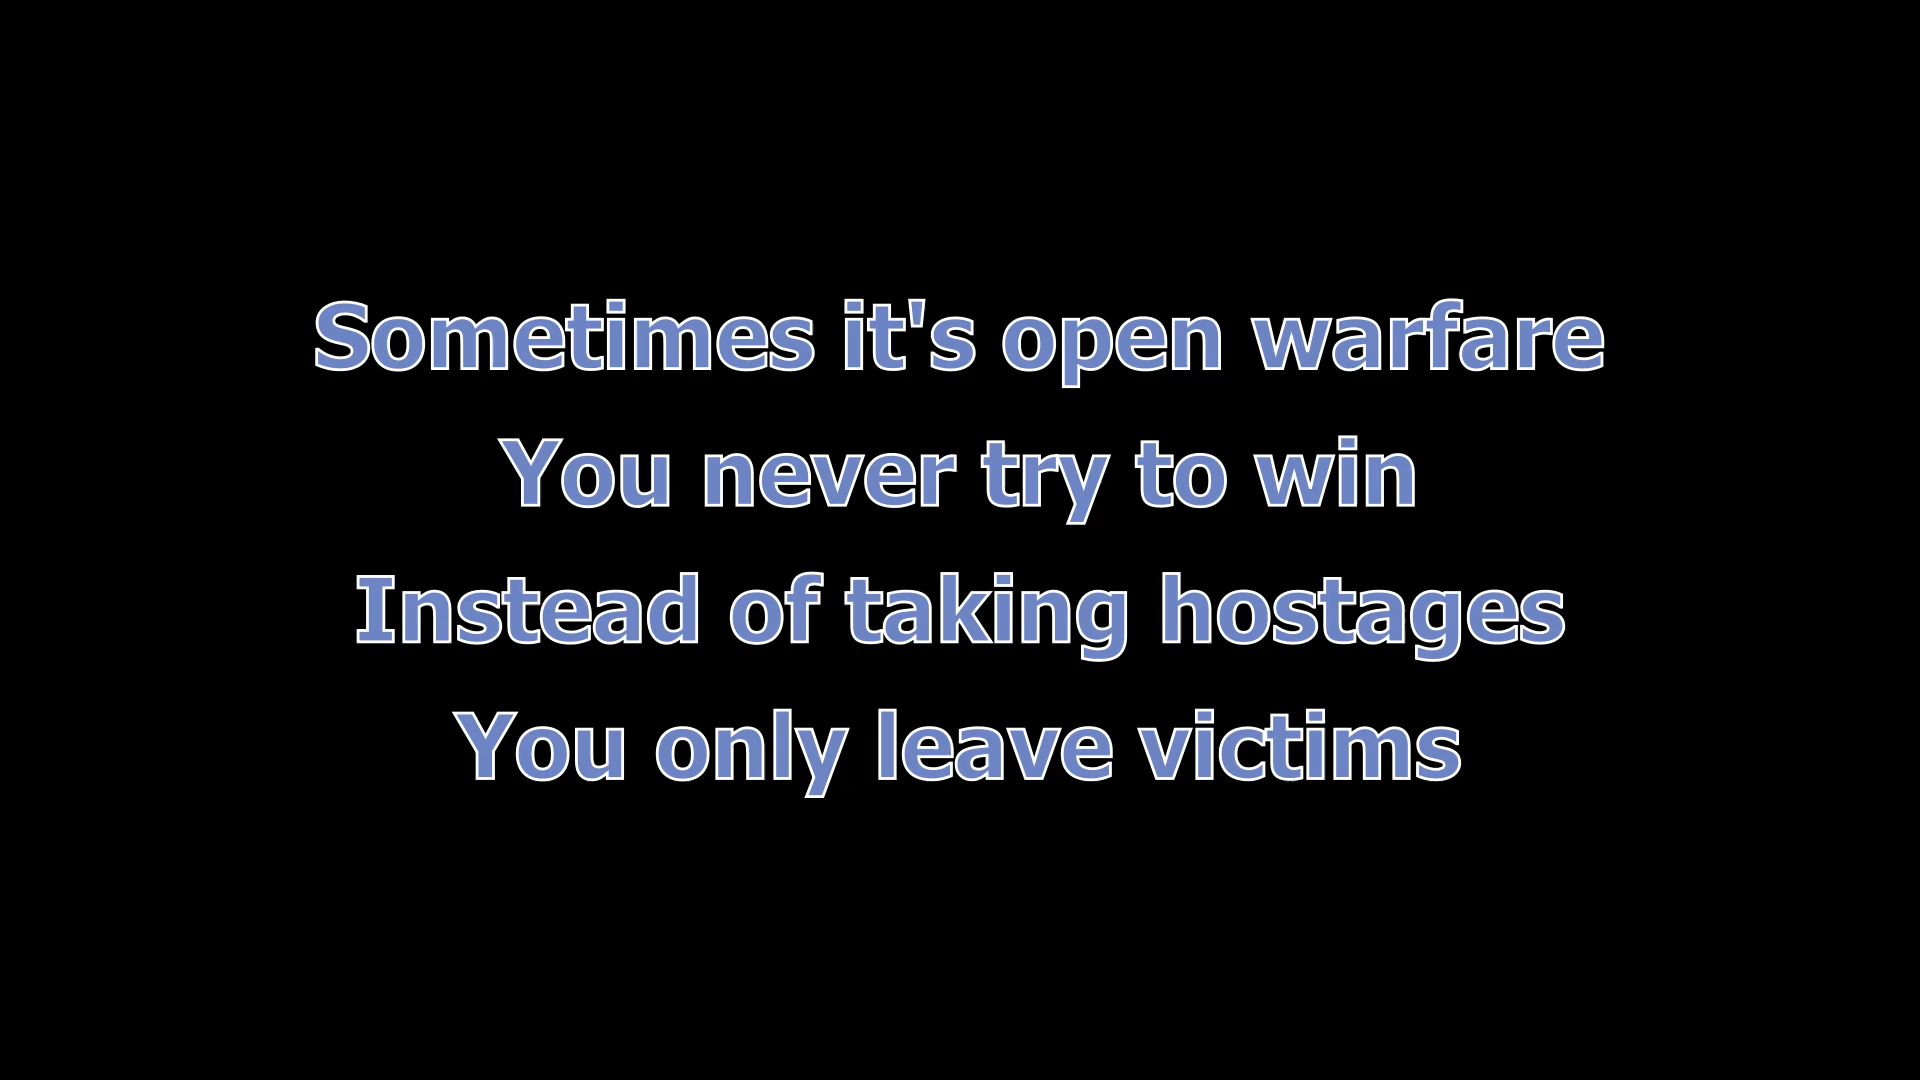 Sometimes it's open warfare
You never try to win
Instead of taking hostages
You only leave victims